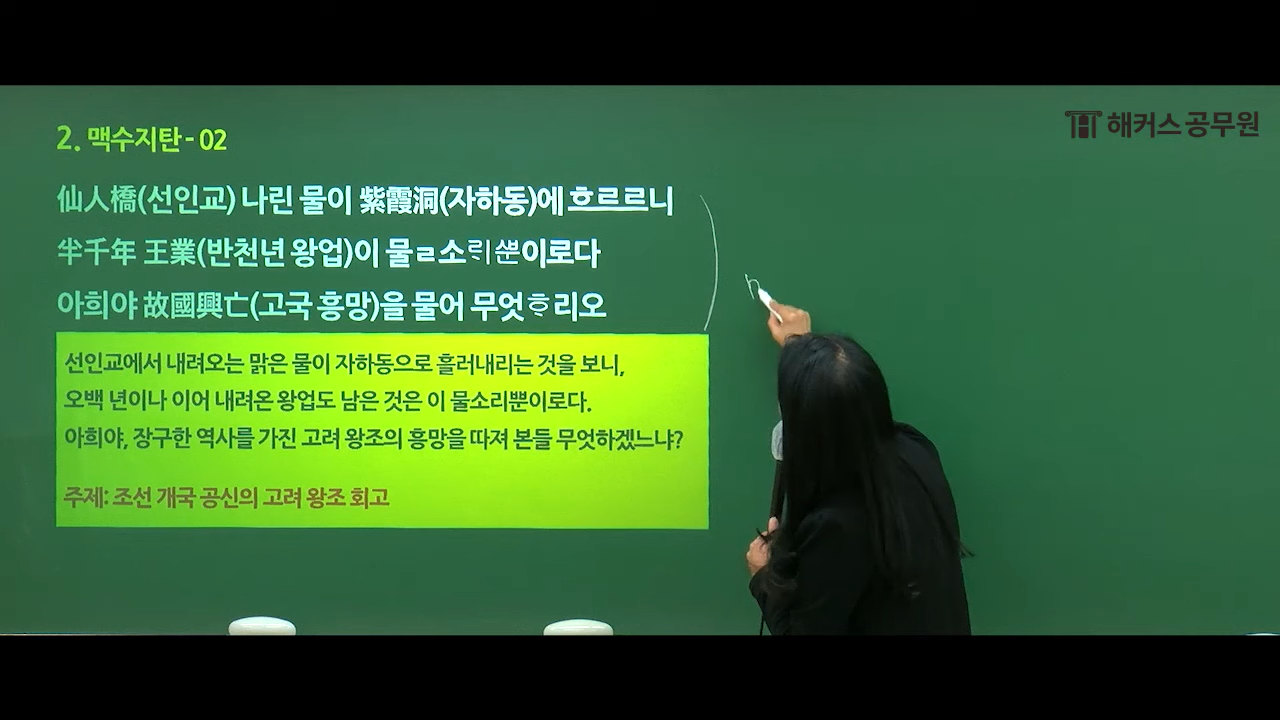 해커스 공무원
2. 맥수지탄 - 02
仙人橋(선인교) 나린 물이 紫霞洞(자하동)에 흐르르니
半千年 王業(반천년 왕업)이 물ㄹ소ᄅᆡᄲᅮᆫ이로다
아희야 故國興亡(고국 흥망)을 물어 무엇ᄒᆞ리오
선인교에서 내려오는 맑은 물이 자하동으로 흘러내리는 것을 보니,
오백 년이나 이어 내려온 왕업도 남은 것은 이 물소리뿐이로다.
아희야, 장구한 역사를 가진 고려 왕조의 흥망을 따져 본들 무엇하겠느냐?
주제: 조선 개국 공신의 고려 왕조 회고